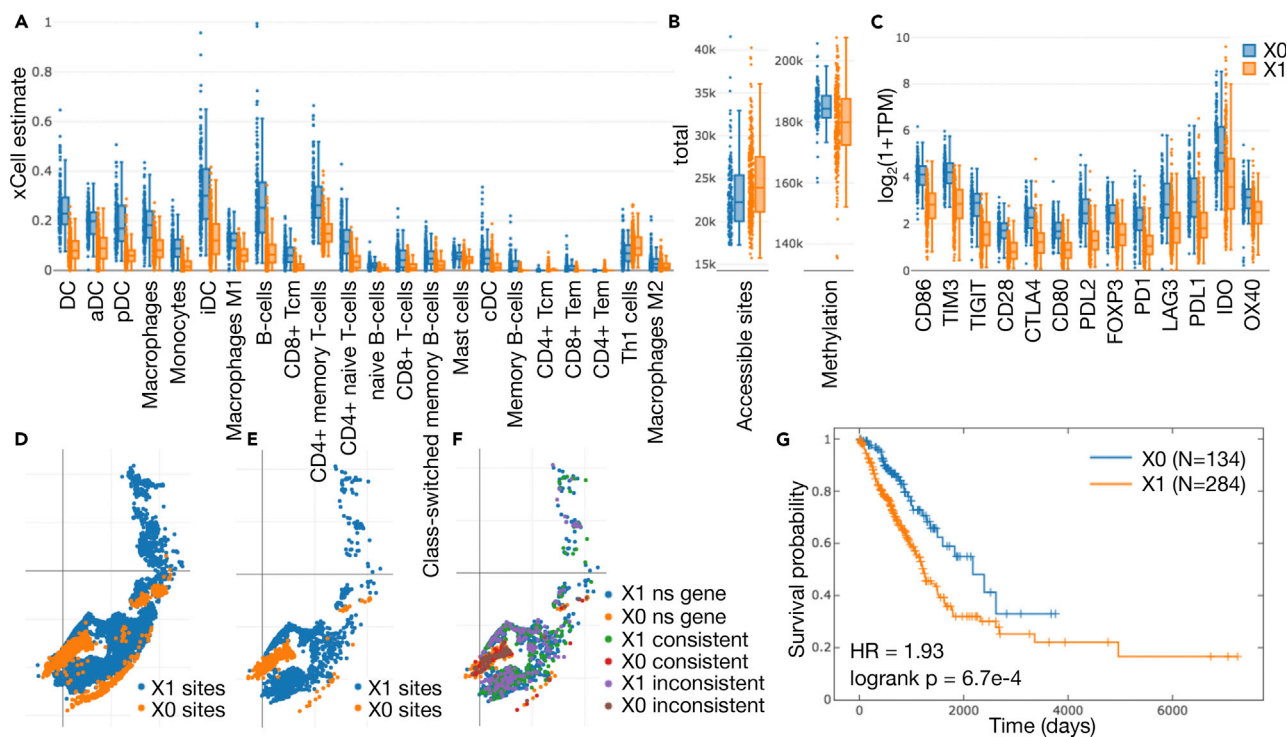 A
xCell estimate
1
0.8
0.6
0.4
0.2
0
DC
aDC
pDC
Macrophages
Monocytes
iDC
Macrophages M1
B-cells
CD8+ Tcm
CD4+ memory T-cells
CD4+ naive T-cells
naive B-cells
CD8+ T-cells
Class-switched memory B-cells
Mast cells
cDC
Memory B-cells
CD4+ Tcm
CD8+ Tem
CD4+ Tem
Th1 cells
Macrophages M2
B
total
40k
35k
30k
25k
20k
15k
Accessible sites
200k
180k
160k
140k
Methylation
C
log2(1+TPM)
10
8
6
4
2
0
X0
X1
CD86
TIM3
TIGIT
CD28
CTLA4
CD80
PDL2
FOXP3
PD1
LAG3
PDL1
IDO
OX40
D
X1 sites
X0 sites
E
X1 sites
X0 sites
F
X1 ns gene
X0 ns gene
X1 consistent
X0 consistent
X1 inconsistent
X0 inconsistent
G
Survival probability
1
0.8
0.6
0.4
0.2
X0 (N=134)
X1 (N=284)
HR = 1.93
logrank p = 6.7e-4
0
2000
4000
6000
Time (days)